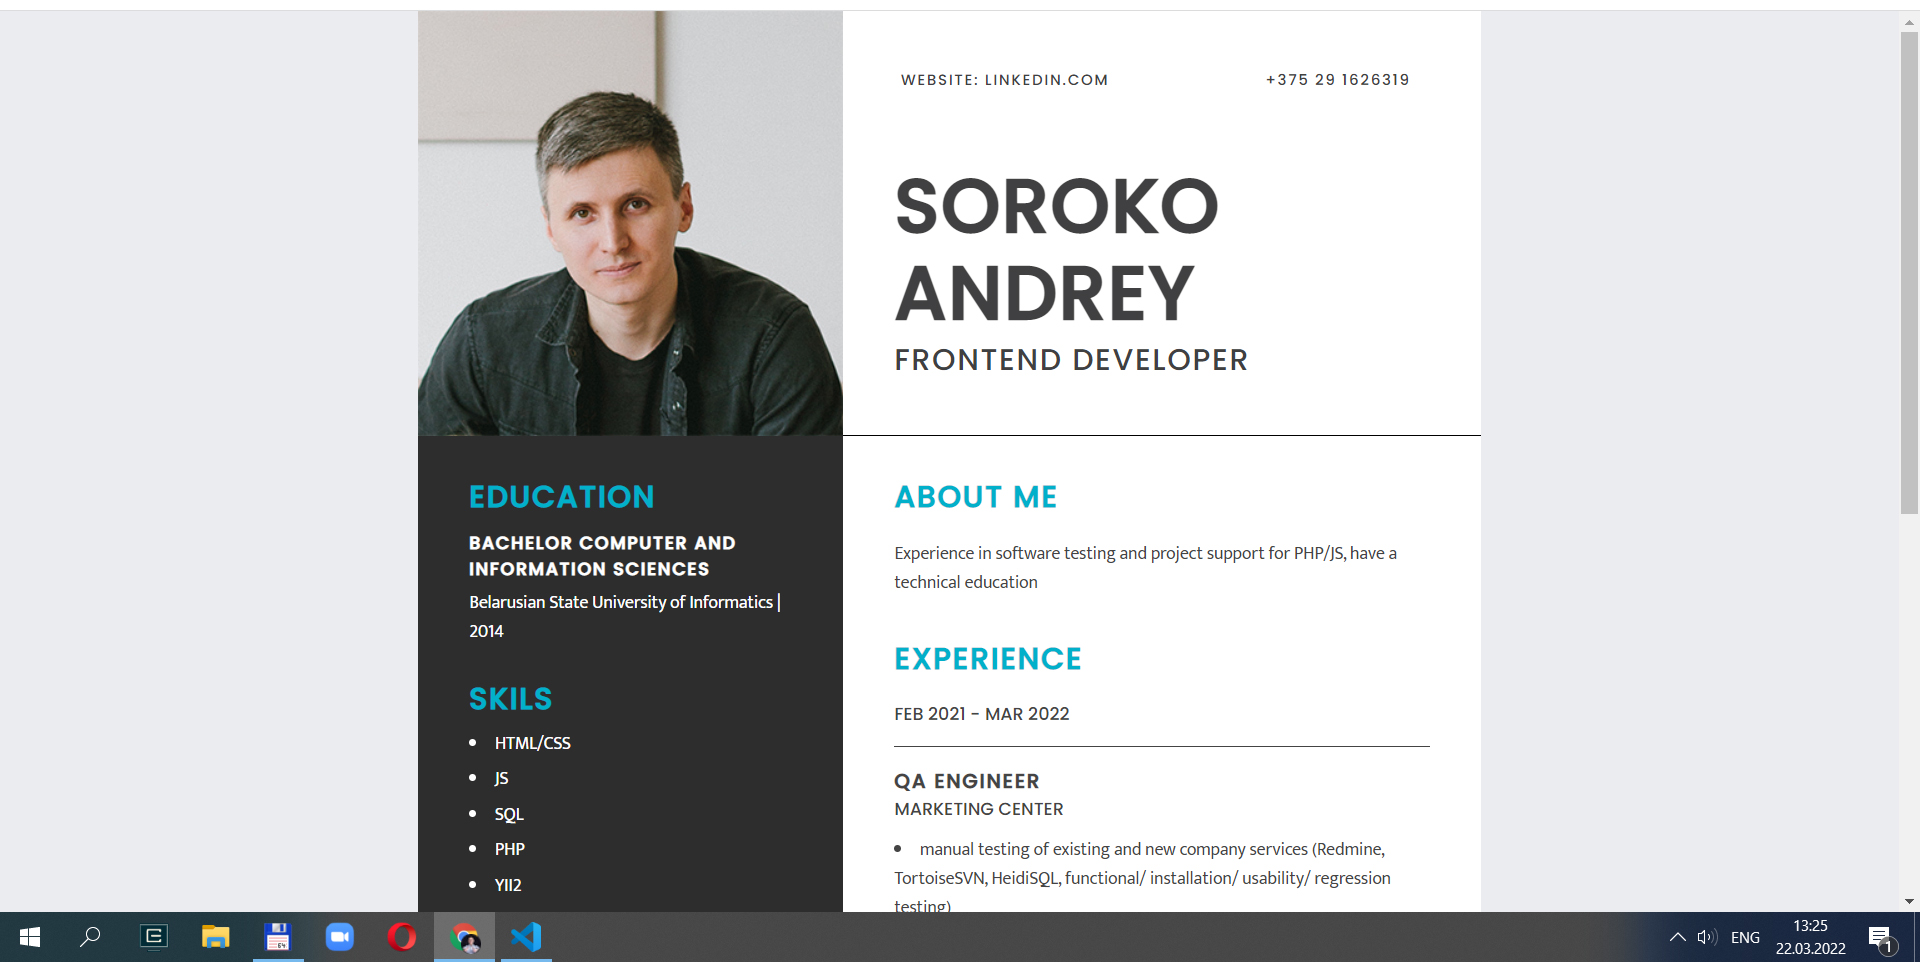 WEBSITE: LINKEDIN.COM
+375 29 1626319
SOROKO
ANDREY
FRONTEND DEVELOPER
EDUCATION
BACHELOR COMPUTER AND
INFORMATION SCIENCES
Belarusian State University of Informatics |
2014
SKILS
HTML/CSS
JS
SQL
PHP
YII2
ABOUT ME
Experience in software testing and project support for PHP/JS, have a
technical education
EXPERIENCE
FEB 2021 - MAR 2022
QA ENGINEER
MARKETING CENTER
manual testing of existing and new company services (Redmine,
TortoiseSVN, HeidiSQL, functional/ installation/ usability/ regression
testing)
64
ENG
13:25
22.03.2022
1